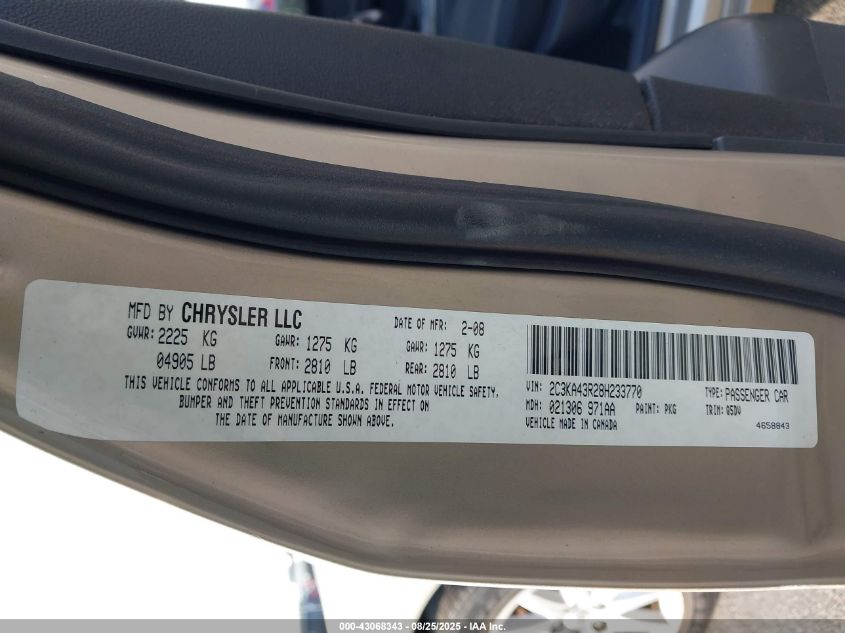 MFD BY CHRYSLER LLC
DATE OF MFR: 2-08
GVWR: 2225 KG
GAWR: 1275 KG
GAWR: 1275 KG
04905 LB
FRONT: 2810 LB
REAR: 2810 LB
THIS VEHICLE CONFORMS TO ALL APPLICABLE U.S.A. FEDERAL MOTOR VEHICLE SAFETY,
BUMPER AND THEFT PREVENTION STANDARDS IN EFFECT ON
THE DATE OF MANUFACTURE SHOWN ABOVE.
VIN: 2C3KA43R28H233770
TYPE: PASSENGER CAR
MDH: 021306 971AA PAINT: PKG TRIM: Q5DV
VEHICLE MADE IN CANADA
4658843
000-43068343 - 08/25/2025 - IAA Inc.